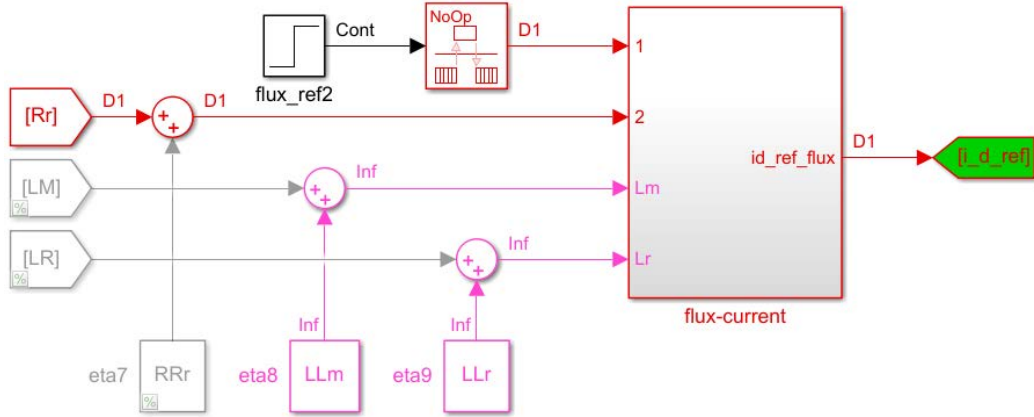 Cont
NoOp
D1
1
flux_ref2
[Rr]
D1
D1
2
id_ref_flux
D1
[i_d_ref]
[LM]
%
Inf
Lm
[LR]
%
Inf
Lr
flux-current
Inf
Inf
eta7
RRr
%
eta8
LLm
eta9
LLr